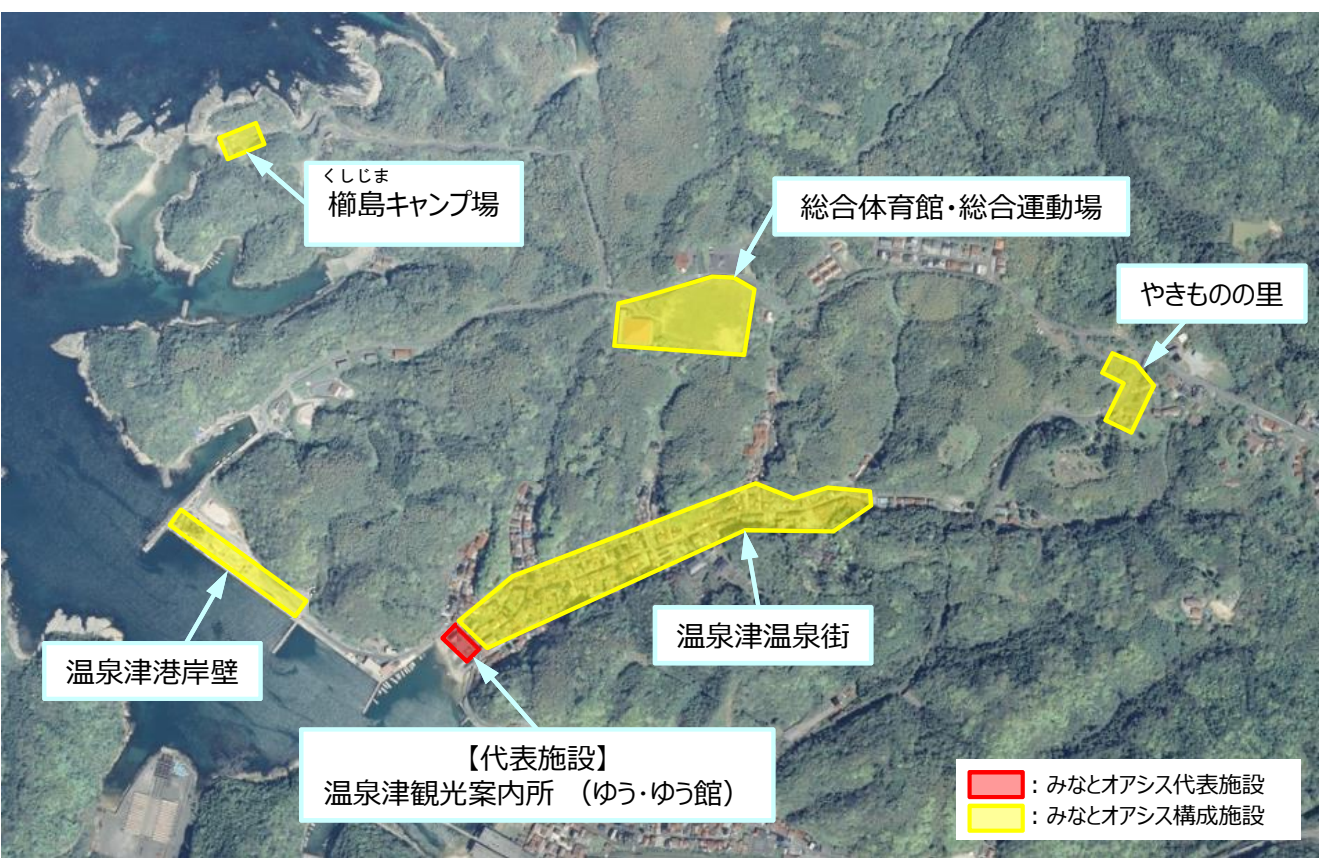 くしじま
櫛島キャンプ場
総合体育館・総合運動場
やきものの里
温泉津温泉街
温泉津港岸壁
【代表施設】
温泉津観光案内所 （ゆう・ゆう館）
：みなとオアシス代表施設
：みなとオアシス構成施設